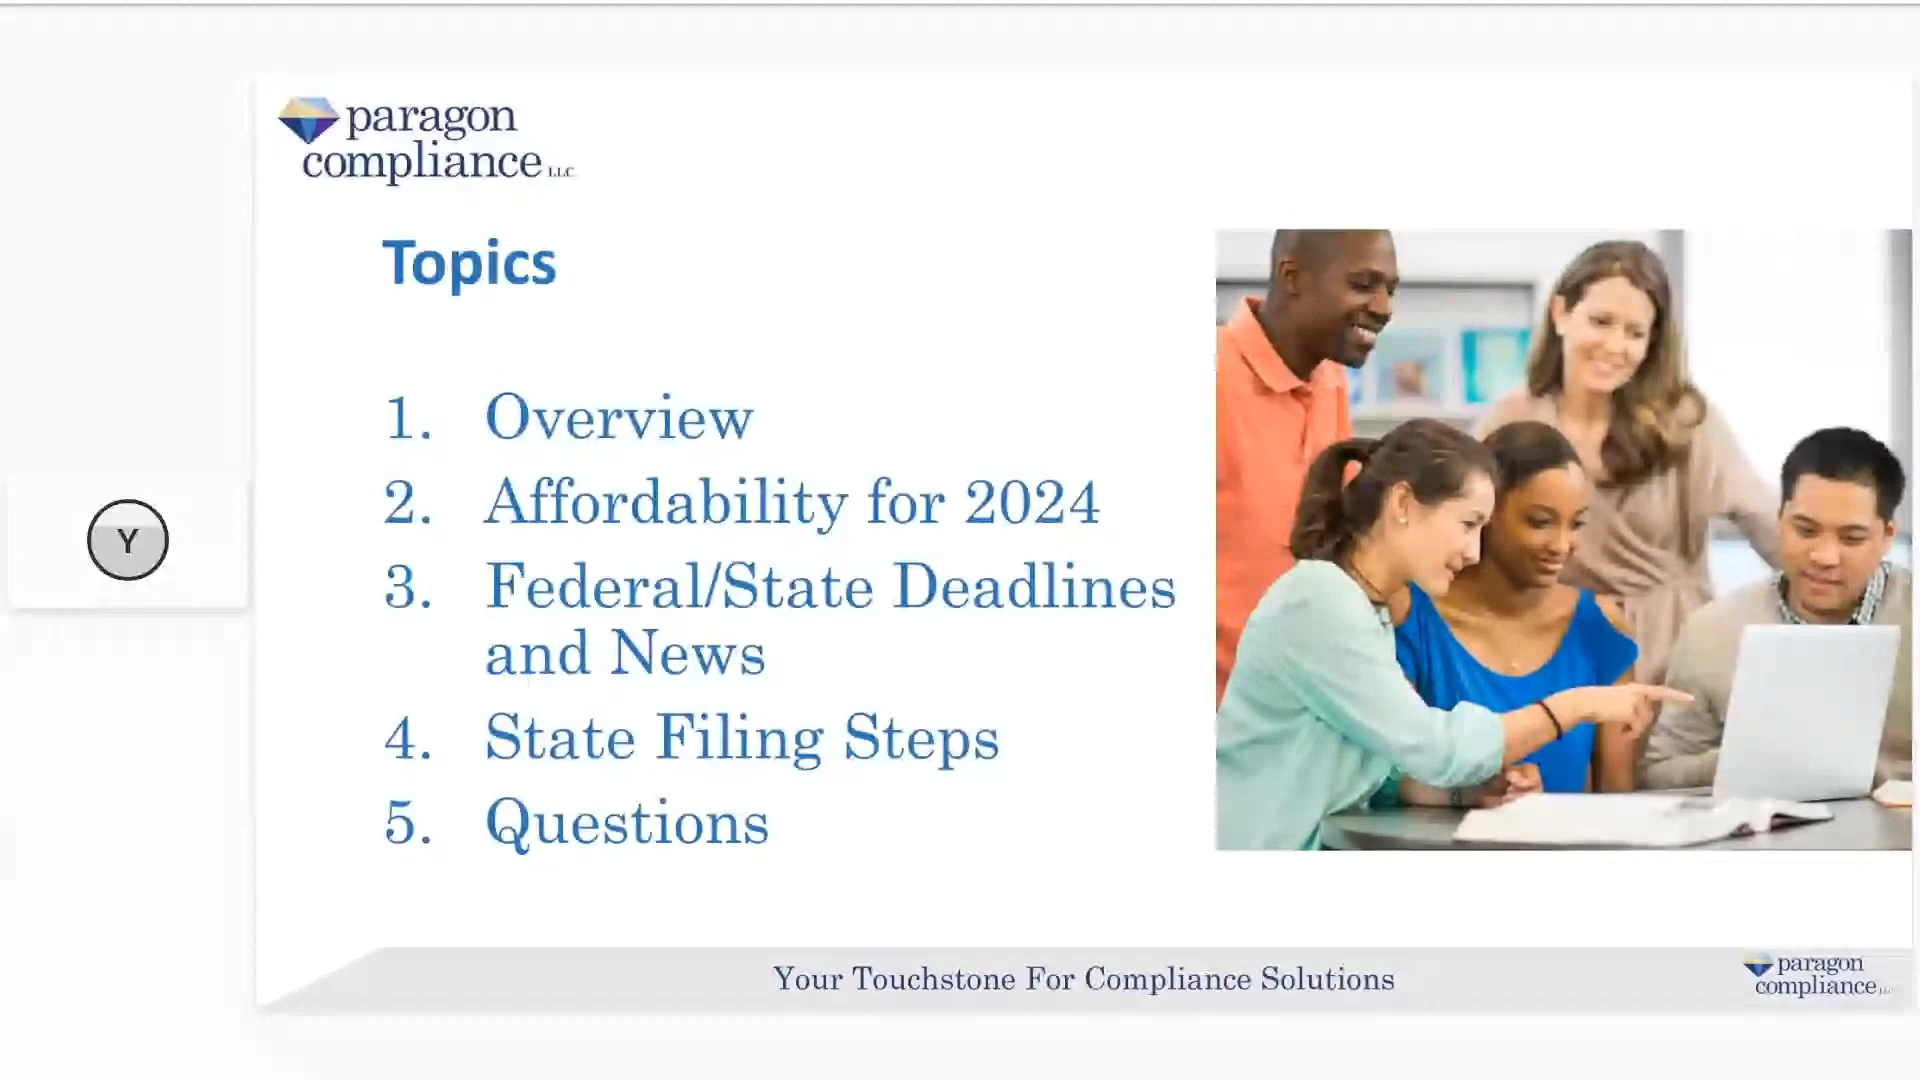 paragon
compliance LLC
Topics
1. Overview
2. Affordability for 2024
3. Federal/State Deadlines
and News
4. State Filing Steps
5. Questions
Y
Your Touchstone For Compliance Solutions
paragon
compliance